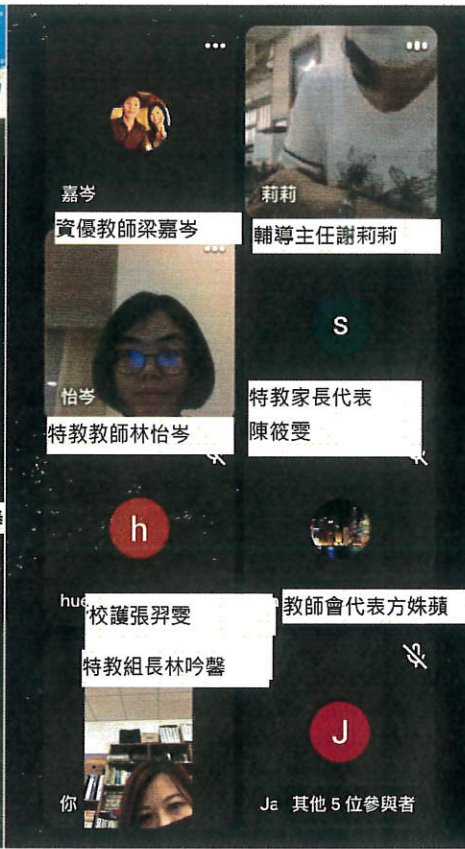 嘉岑
莉莉
資優教師梁嘉岑
輔導主任謝莉莉
S
怡岑
特教教師林怡岑
特教家長代表
陳筱雯
h
hue
校護張羿雯
教師會代表方姝蘋
特教組長林吟馨
J
你
Ja 其他 5 位參與者